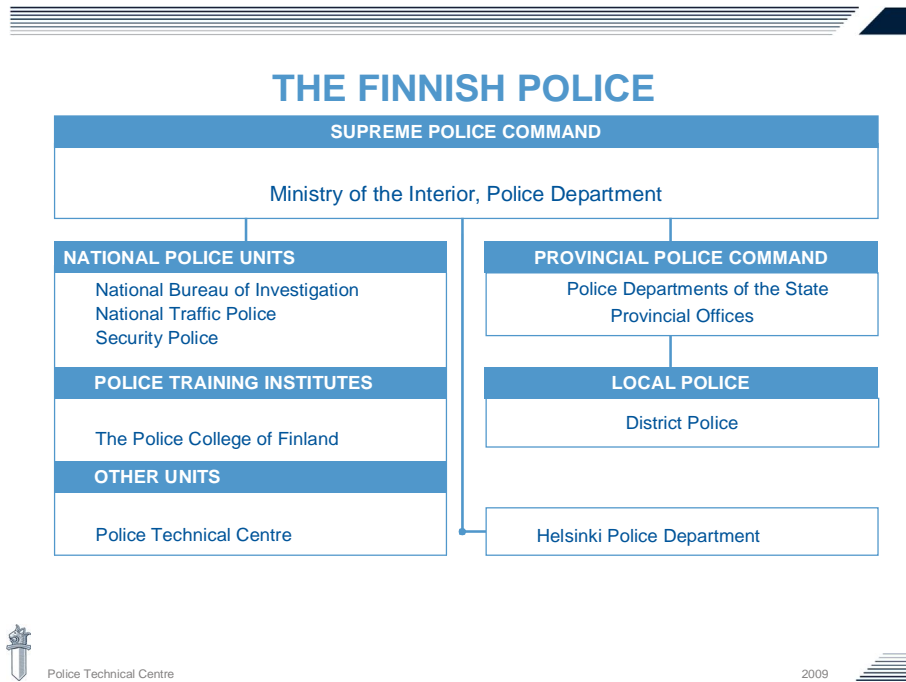 THE FINNISH POLICE
SUPREME POLICE COMMAND
Ministry of the Interior, Police Department
NATIONAL POLICE UNITS
National Bureau of Investigation
National Traffic Police
Security Police
POLICE TRAINING INSTITUTES
The Police College of Finland
OTHER UNITS
Police Technical Centre
PROVINCIAL POLICE COMMAND
Police Departments of the State
Provincial Offices
LOCAL POLICE
District Police
Helsinki Police Department
Police Technical Centre
2009